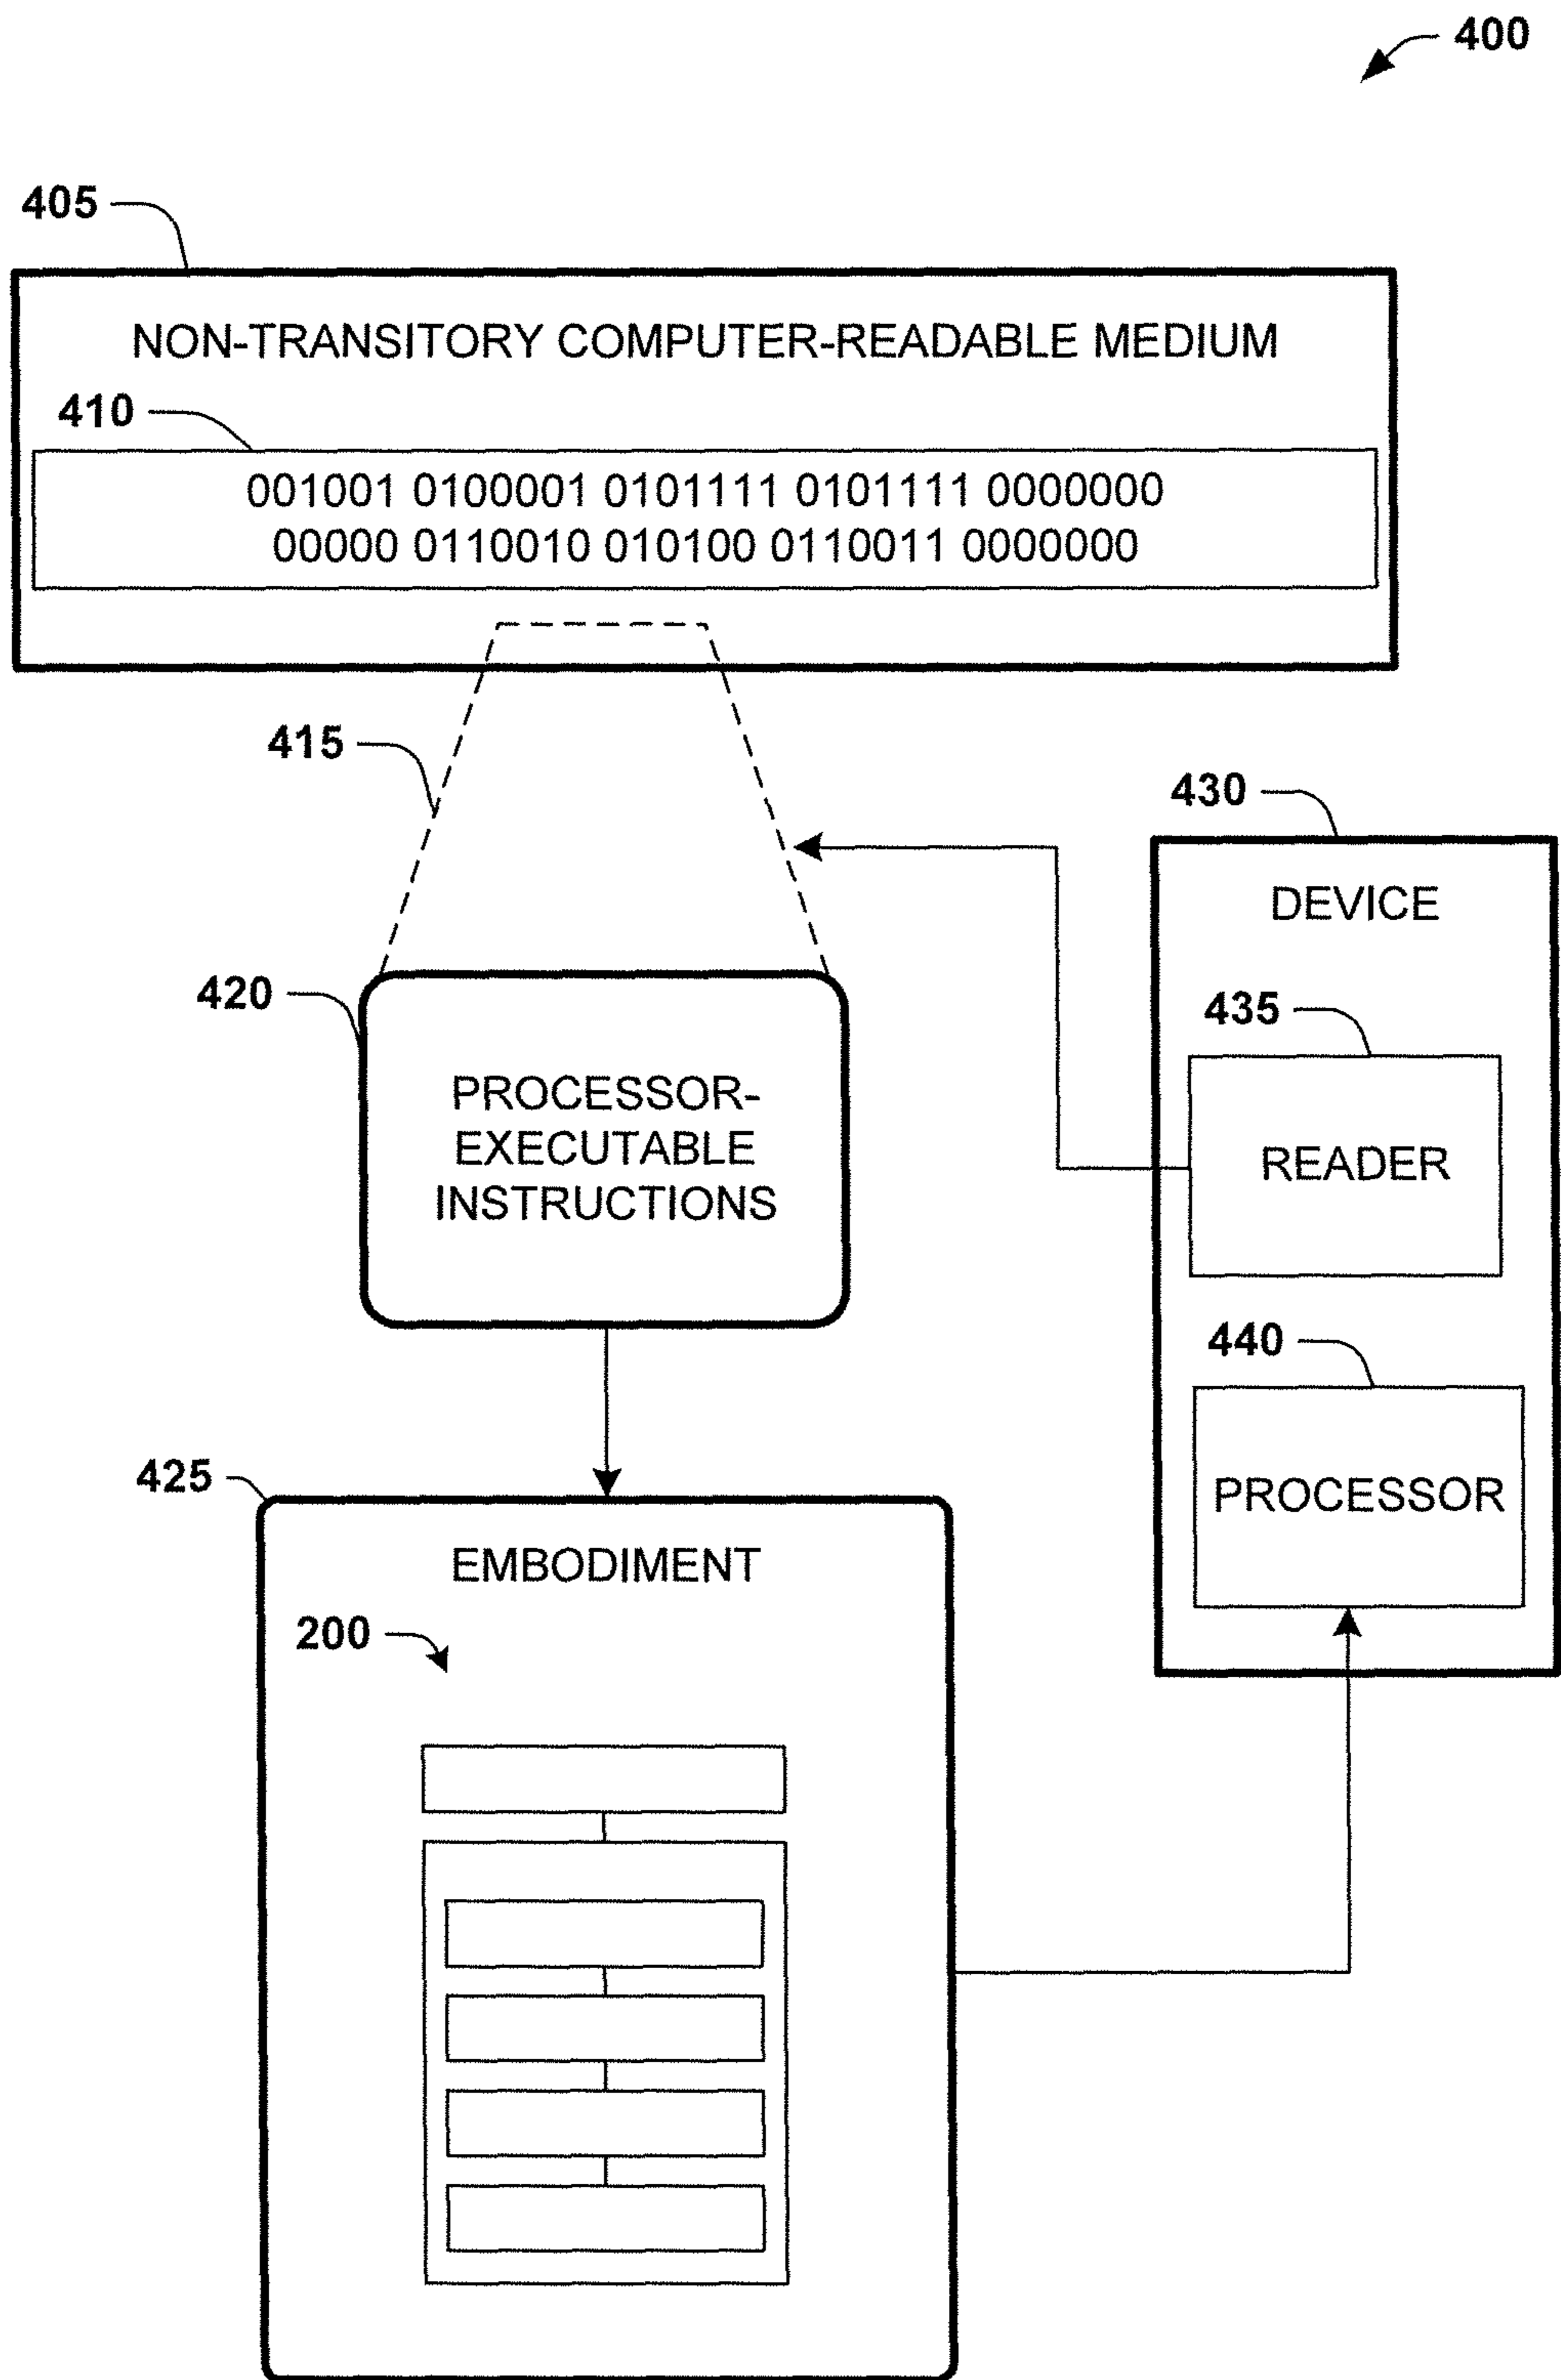 400
405
NON-TRANSITORY COMPUTER-READABLE MEDIUM
410
001001 0100001 0101111 0101111 0000000
00000 0110010 010100 0110011 0000000
415
430
DEVICE
420
435
PROCESSOR-
EXECUTABLE
INSTRUCTIONS
READER
440
425
PROCESSOR
EMBODIMENT
200